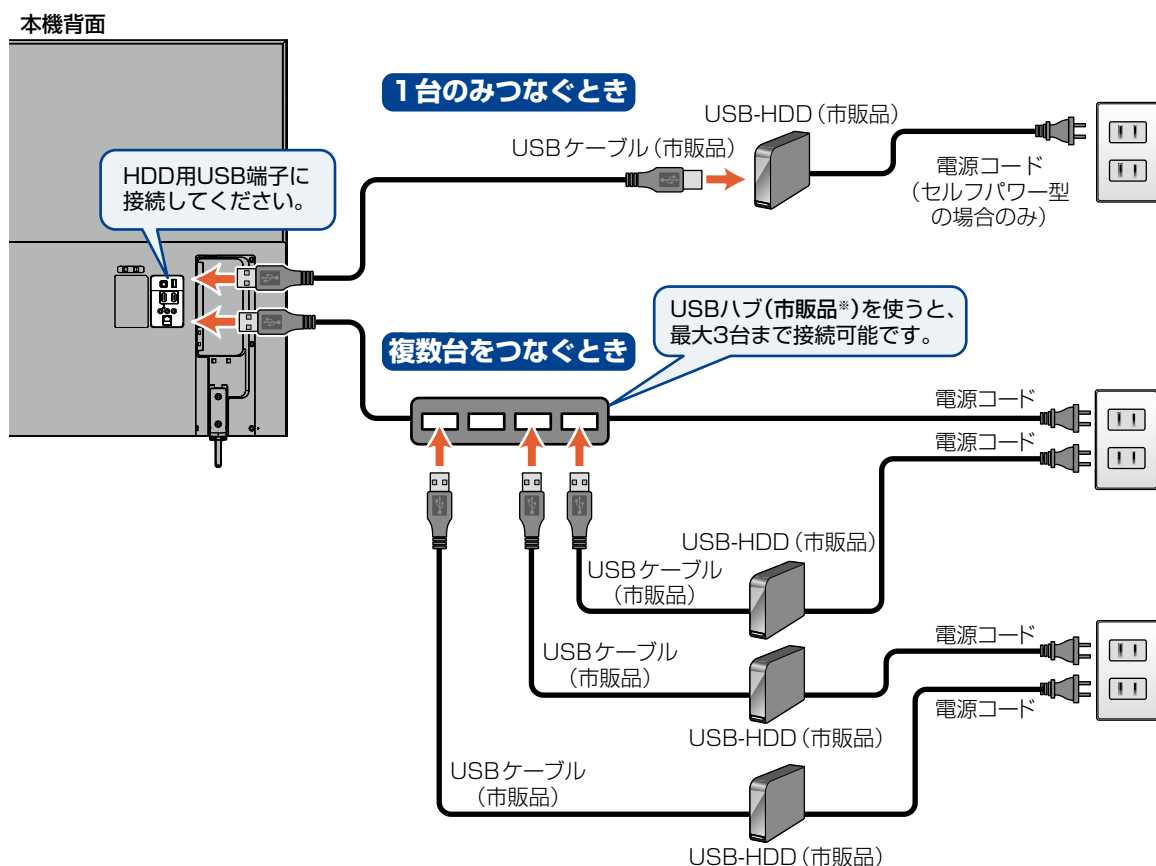 本機背面
1台のみつなぐとき
USB-HDD（市販品）
USBケーブル（市販品）
電源コード
（セルフパワー型
の場合のみ）
HDD用USB端子に
接続してください。
USBハブ（市販品※）を使うと、
最大3台まで接続可能です。
複数台をつなぐとき
電源コード
電源コード
USB-HDD（市販品）
USBケーブル
（市販品）
電源コード
USBケーブル
（市販品）
電源コード
USB-HDD（市販品）
USBケーブル
（市販品）
USB-HDD（市販品）